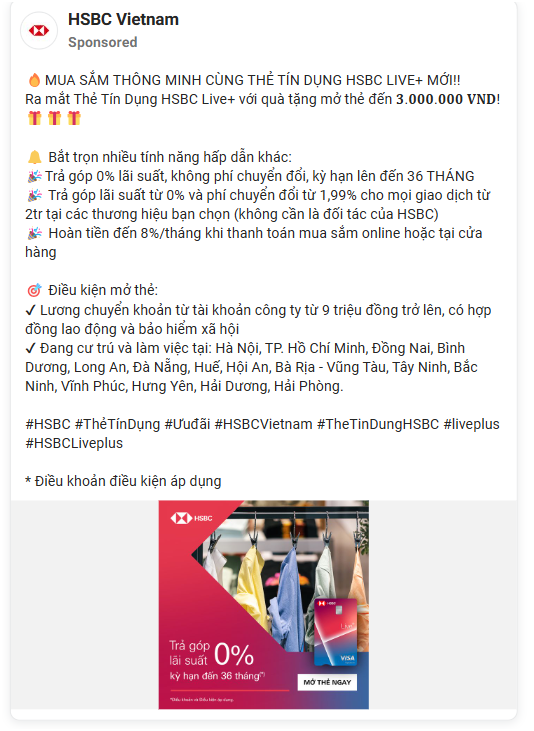 HSBC Vietnam
Sponsored
🔥MUA SẮM THÔNG MINH CÙNG THẺ TÍN DỤNG HSBC LIVE+ MỚI!!
Ra mắt Thẻ Tín Dụng HSBC Live+ với quà tặng mở thẻ đến 3.000.000 VND!
🎁🎁🎁
🔔 Bắt trọn nhiều tính năng hấp dẫn khác:
🎉Trả góp 0% lãi suất, không phí chuyển đổi, kỳ hạn lên đến 36 THÁNG
🎉 Trả góp lãi suất từ 0% và phí chuyển đổi từ 1,99% cho mọi giao dịch từ
2tr tại các thương hiệu bạn chọn (không cần là đối tác của HSBC)
🎉 Hoàn tiền đến 8%/tháng khi thanh toán mua sắm online hoặc tại cửa
hàng
🎯 Điều kiện mở thẻ:
✔ Lương chuyển khoản từ tài khoản công ty từ 9 triệu đồng trở lên, có hợp
đồng lao động và bảo hiểm xã hội
✔ Đang cư trú và làm việc tại: Hà Nội, TP. Hồ Chí Minh, Đồng Nai, Bình
Dương, Long An, Đà Nẵng, Huế, Hội An, Bà Rịa - Vũng Tàu, Tây Ninh, Bắc
Ninh, Vĩnh Phúc, Hưng Yên, Hải Dương, Hải Phòng.
#HSBC #ThẻTínDụng #Ưuđãi #HSBCVietnam #TheTinDungHSBC #liveplus
#HSBCLiveplus
* Điều khoản điều kiện áp dụng
HSBC
Trả góp
lãi suất 0%
kỳ hạn đến 36 tháng(*)
HSBC
Live+
VISA
MỞ THẺ NGAY
*Điều khoản và Điều kiện áp dụng.